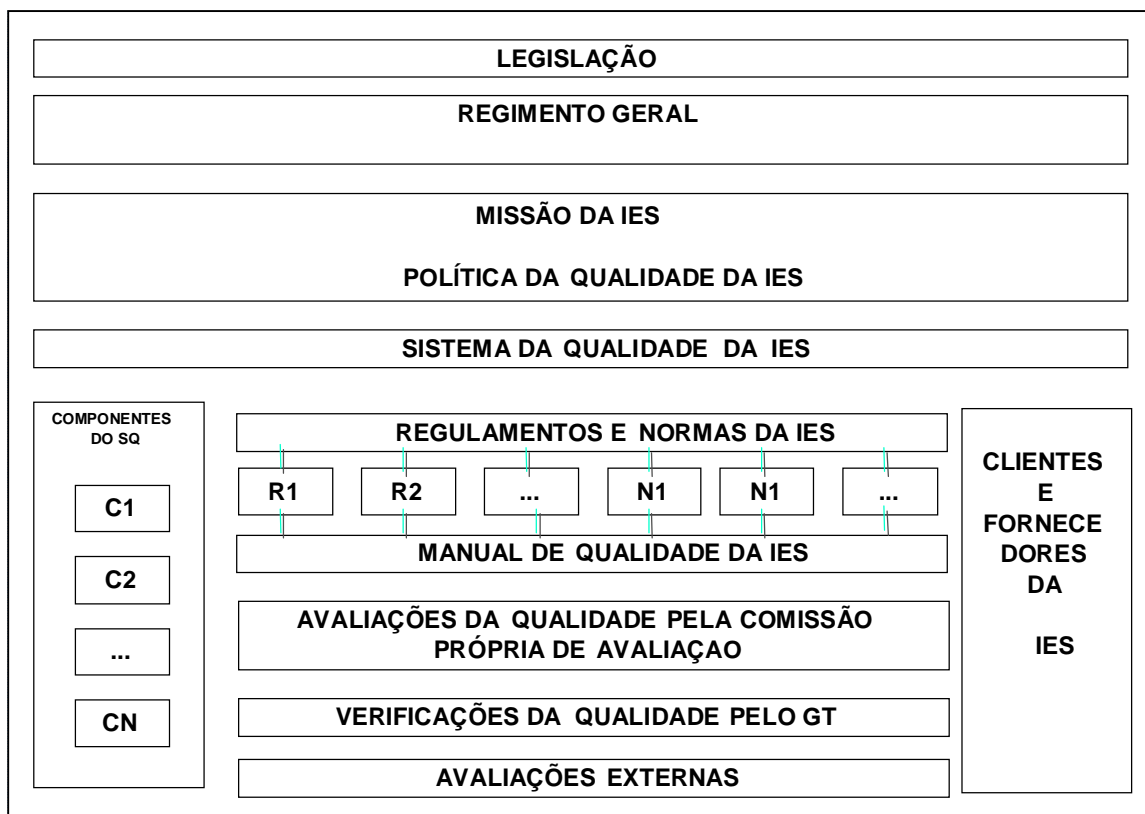 LEGISLAÇÃO
REGIMENTO GERAL
MISSÃO DA IES
POLÍTICA DA QUALIDADE DA IES
SISTEMA DA QUALIDADE DA IES
COMPONENTES
DO SQ
C1
C2
...
CN
REGULAMENTOS E NORMAS DA IES
R1
R2
...
N1
N1
...
MANUAL DE QUALIDADE DA IES
AVALIAÇÕES DA QUALIDADE PELA COMISSÃO
PRÓPRIA DE AVALIAÇAO
VERIFICAÇÕES DA QUALIDADE PELO GT
AVALIAÇÕES EXTERNAS
CLIENTES
E
FORNECE
DORES
DA
IES